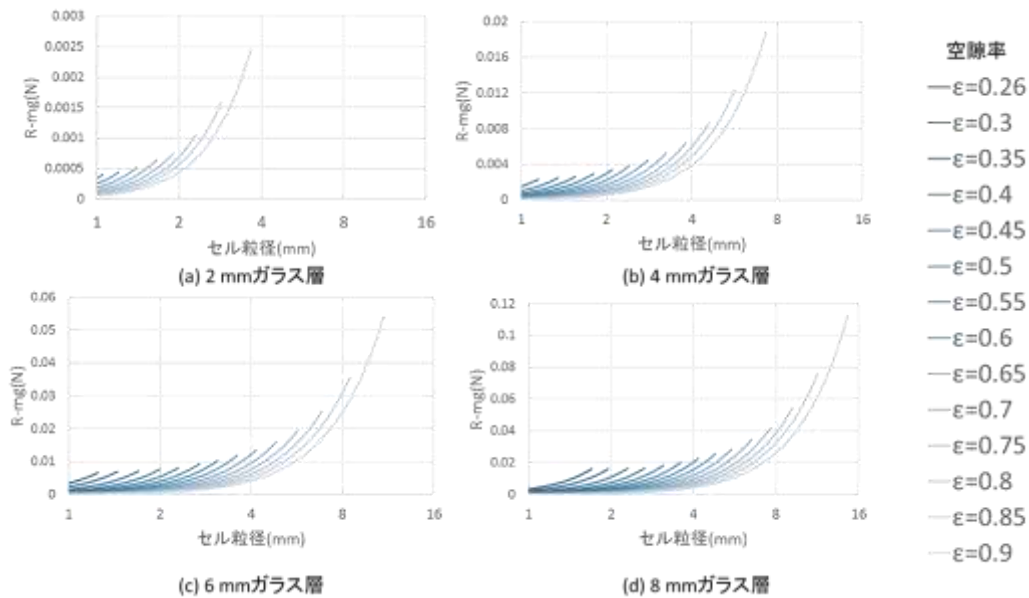 0.003
0.0025
0.002
0.0015
0.001
0.0005
0
R-mg(N)
1 2 4 8 16
セル粒径(mm)
(a) 2 mmガラス層
0.02
0.016
0.012
0.008
0.004
0
R-mg(N)
1 2 4 8 16
セル粒径(mm)
(b) 4 mmガラス層
0.06
0.05
0.04
0.03
0.02
0.01
0
R-mg(N)
1 2 4 8 16
セル粒径(mm)
(c) 6 mmガラス層
0.12
0.1
0.08
0.06
0.04
0.02
0
R-mg(N)
1 2 4 8 16
セル粒径(mm)
(d) 8 mmガラス層
空隙率
ε=0.26
ε=0.3
ε=0.35
ε=0.4
ε=0.45
ε=0.5
ε=0.55
ε=0.6
ε=0.65
ε=0.7
ε=0.75
ε=0.8
ε=0.85
ε=0.9